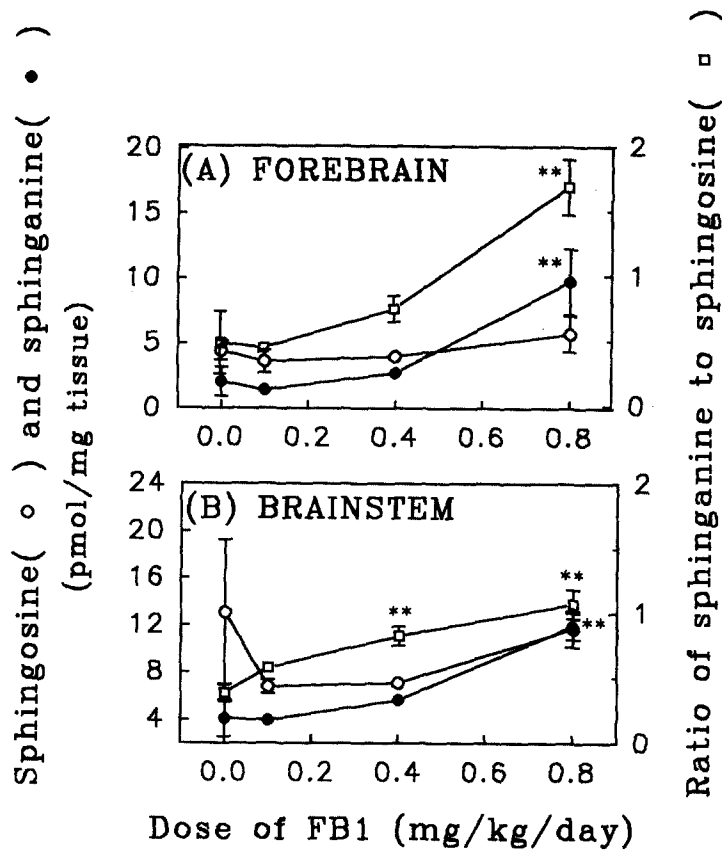 Sphingosine( ○ ) and sphinganine( ● )
(pmol/mg tissue)
(A) FOREBRAIN
20
15
10
5
0
2
1
0
**
**
0.0 0.2 0.4 0.6 0.8
(B) BRAINSTEM
24
20
16
12
8
4
2
1
0
**
**
**
0.0 0.2 0.4 0.6 0.8
Dose of FB1 (mg/kg/day)
Ratio of sphinganine to sphingosine( □ )